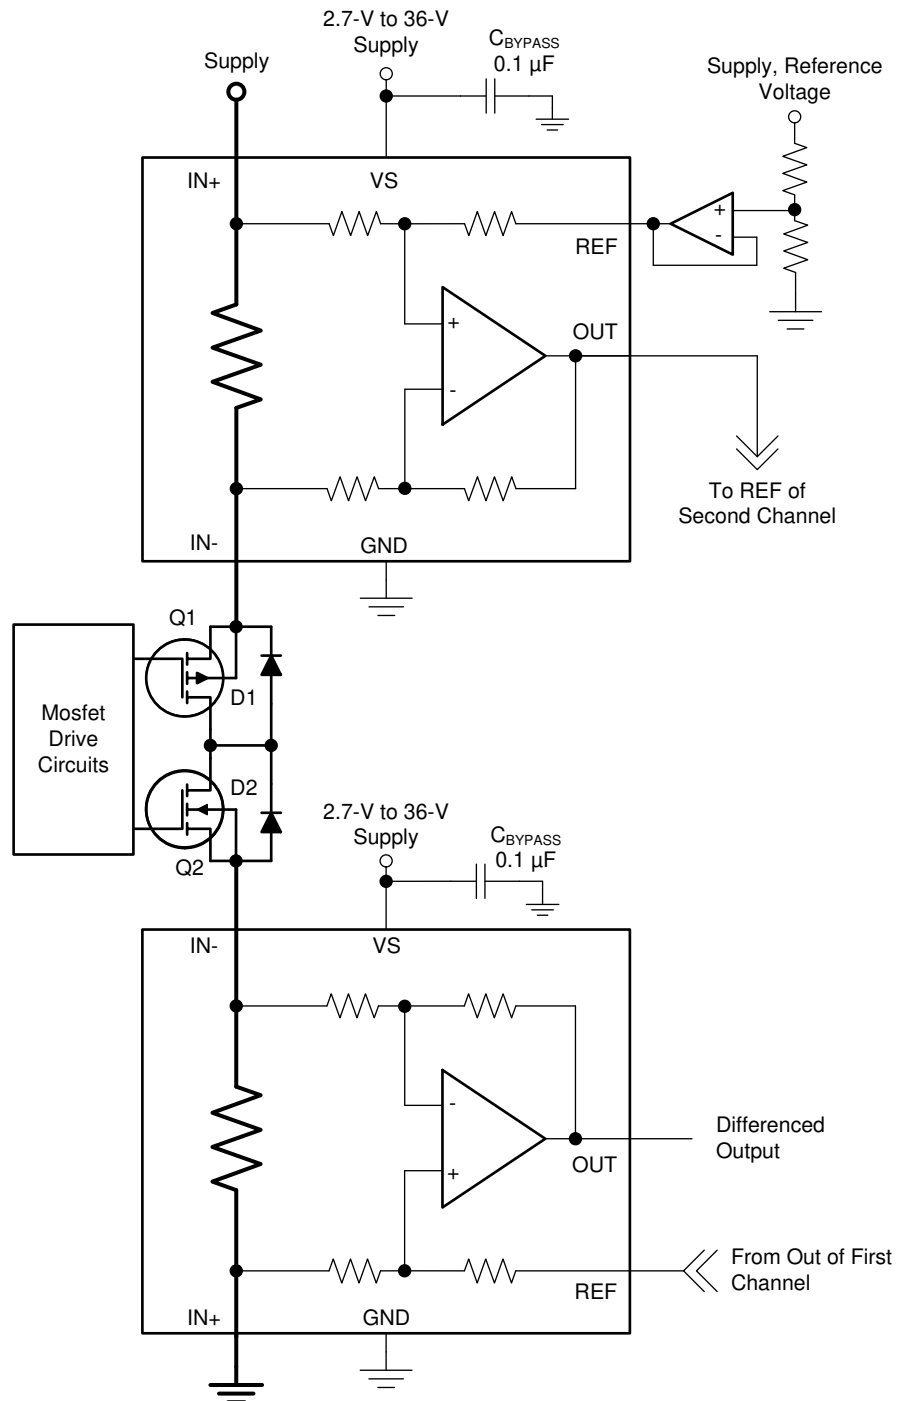 2.7-V to 36-V
Supply
CBYPASS
0.1 µF
Supply
Supply, Reference
Voltage
IN+
VS
+
-
REF
+
-
OUT
To REF of
Second Channel
IN-
GND
Q1
D1
Mosfet
Drive
Circuits
D2
Q2
2.7-V to 36-V
Supply
CBYPASS
0.1 µF
IN-
VS
-
+
OUT
Differenced
Output
From Out of First
Channel
REF
IN+
GND